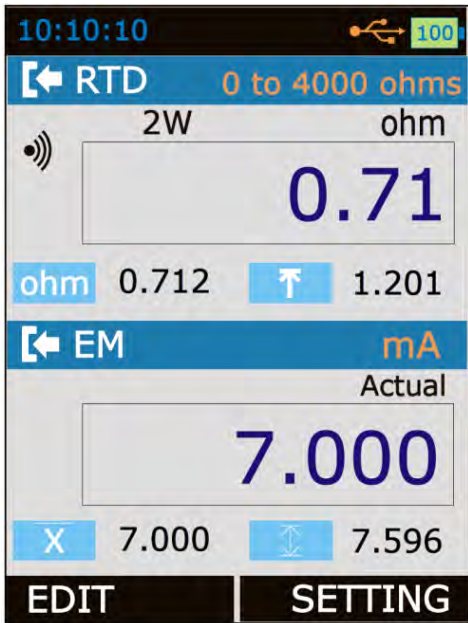 10:10:10 100
RTD 0 to 4000 ohms
2W ohm
0.71
ohm 0.712 1.201
EM mA
Actual
7.000
X 7.000 7.596
EDIT SETTING